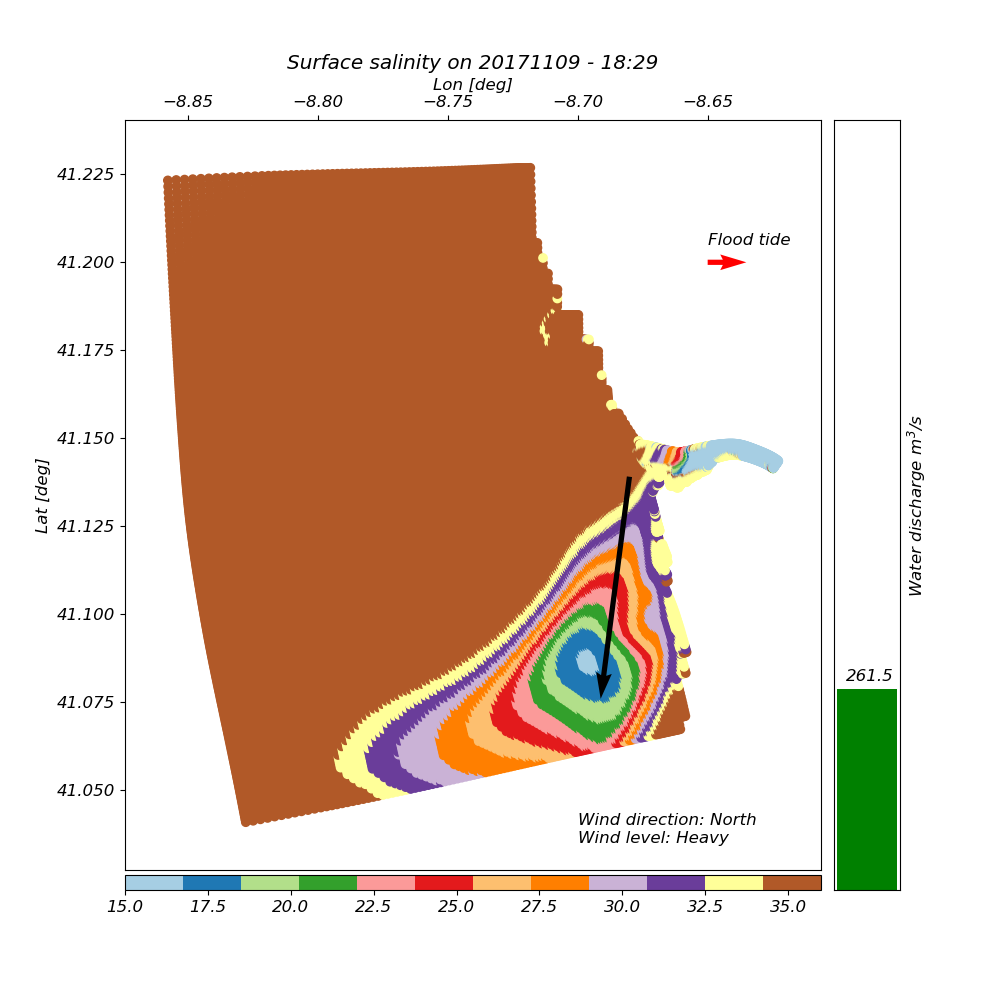 Surface salinity on 20171109 - 18:29
Lon [deg]
−8.85 −8.80 −8.75 −8.70 −8.65
41.225
41.200
41.175
41.150
41.125
41.100
41.075
41.050
Lat [deg]
Flood tide
Wind direction: North
Wind level: Heavy
15.0 17.5 20.0 22.5 25.0 27.5 30.0 32.5 35.0
261.5
Water discharge m³/s